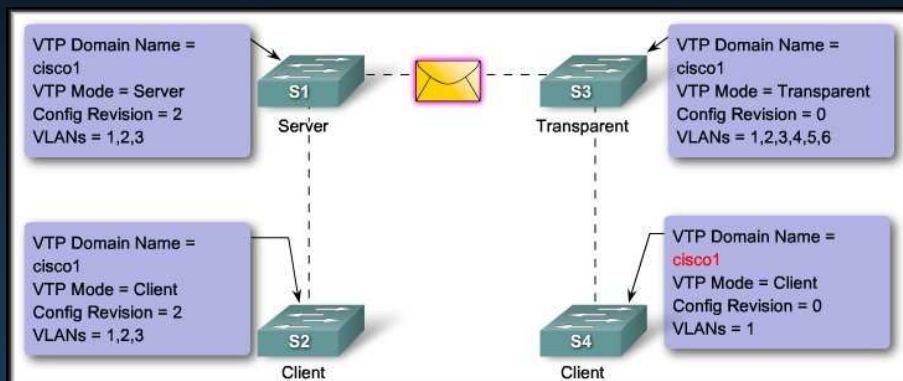 VTP Domain Name =
cisco1
VTP Mode = Server
Config Revision = 2
VLANs = 1,2,3
S1
Server
S3
Transparent
VTP Domain Name =
cisco1
VTP Mode = Transparent
Config Revision = 0
VLANs = 1,2,3,4,5,6
VTP Domain Name =
cisco1
VTP Mode = Client
Config Revision = 2
VLANs = 1,2,3
S2
Client
S4
Client
VTP Domain Name =
cisco1
VTP Mode = Client
Config Revision = 0
VLANs = 1